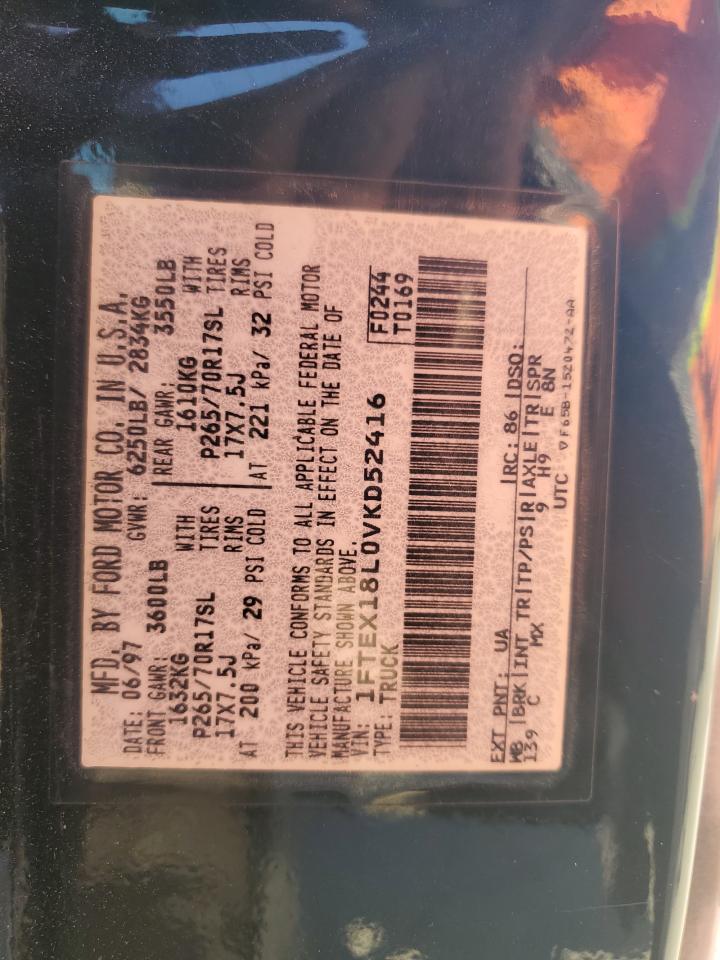 MFD. BY FORD MOTOR CO. IN U.S.A.
DATE: 06/97 GVWR: 6250LB/ 2834KG
FRONT GAWR: 3600LB
1632KG WITH
P265/70R17SL TIRES
17X7.5J RIMS
AT 200 kPa/ 29 PSI COLD
REAR GAWR: 3550LB
1610KG WITH
P265/70R17SL TIRES
17X7.5J RIMS
AT 221 kPa/ 32 PSI COLD
THIS VEHICLE CONFORMS TO ALL APPLICABLE FEDERAL MOTOR
VEHICLE SAFETY STANDARDS IN EFFECT ON THE DATE OF
MANUFACTURE SHOWN ABOVE.
VIN: 1FTEX18L0VKD52416
TYPE: TRUCK
F0244
T0169
EXT PNT: UA RC: 86 DSO:
WB BRK INT TR TP/PS R AXLE TR SPR
139 C MX 9 H9 E 8N
UTC ▽ F65B-1520472-AA